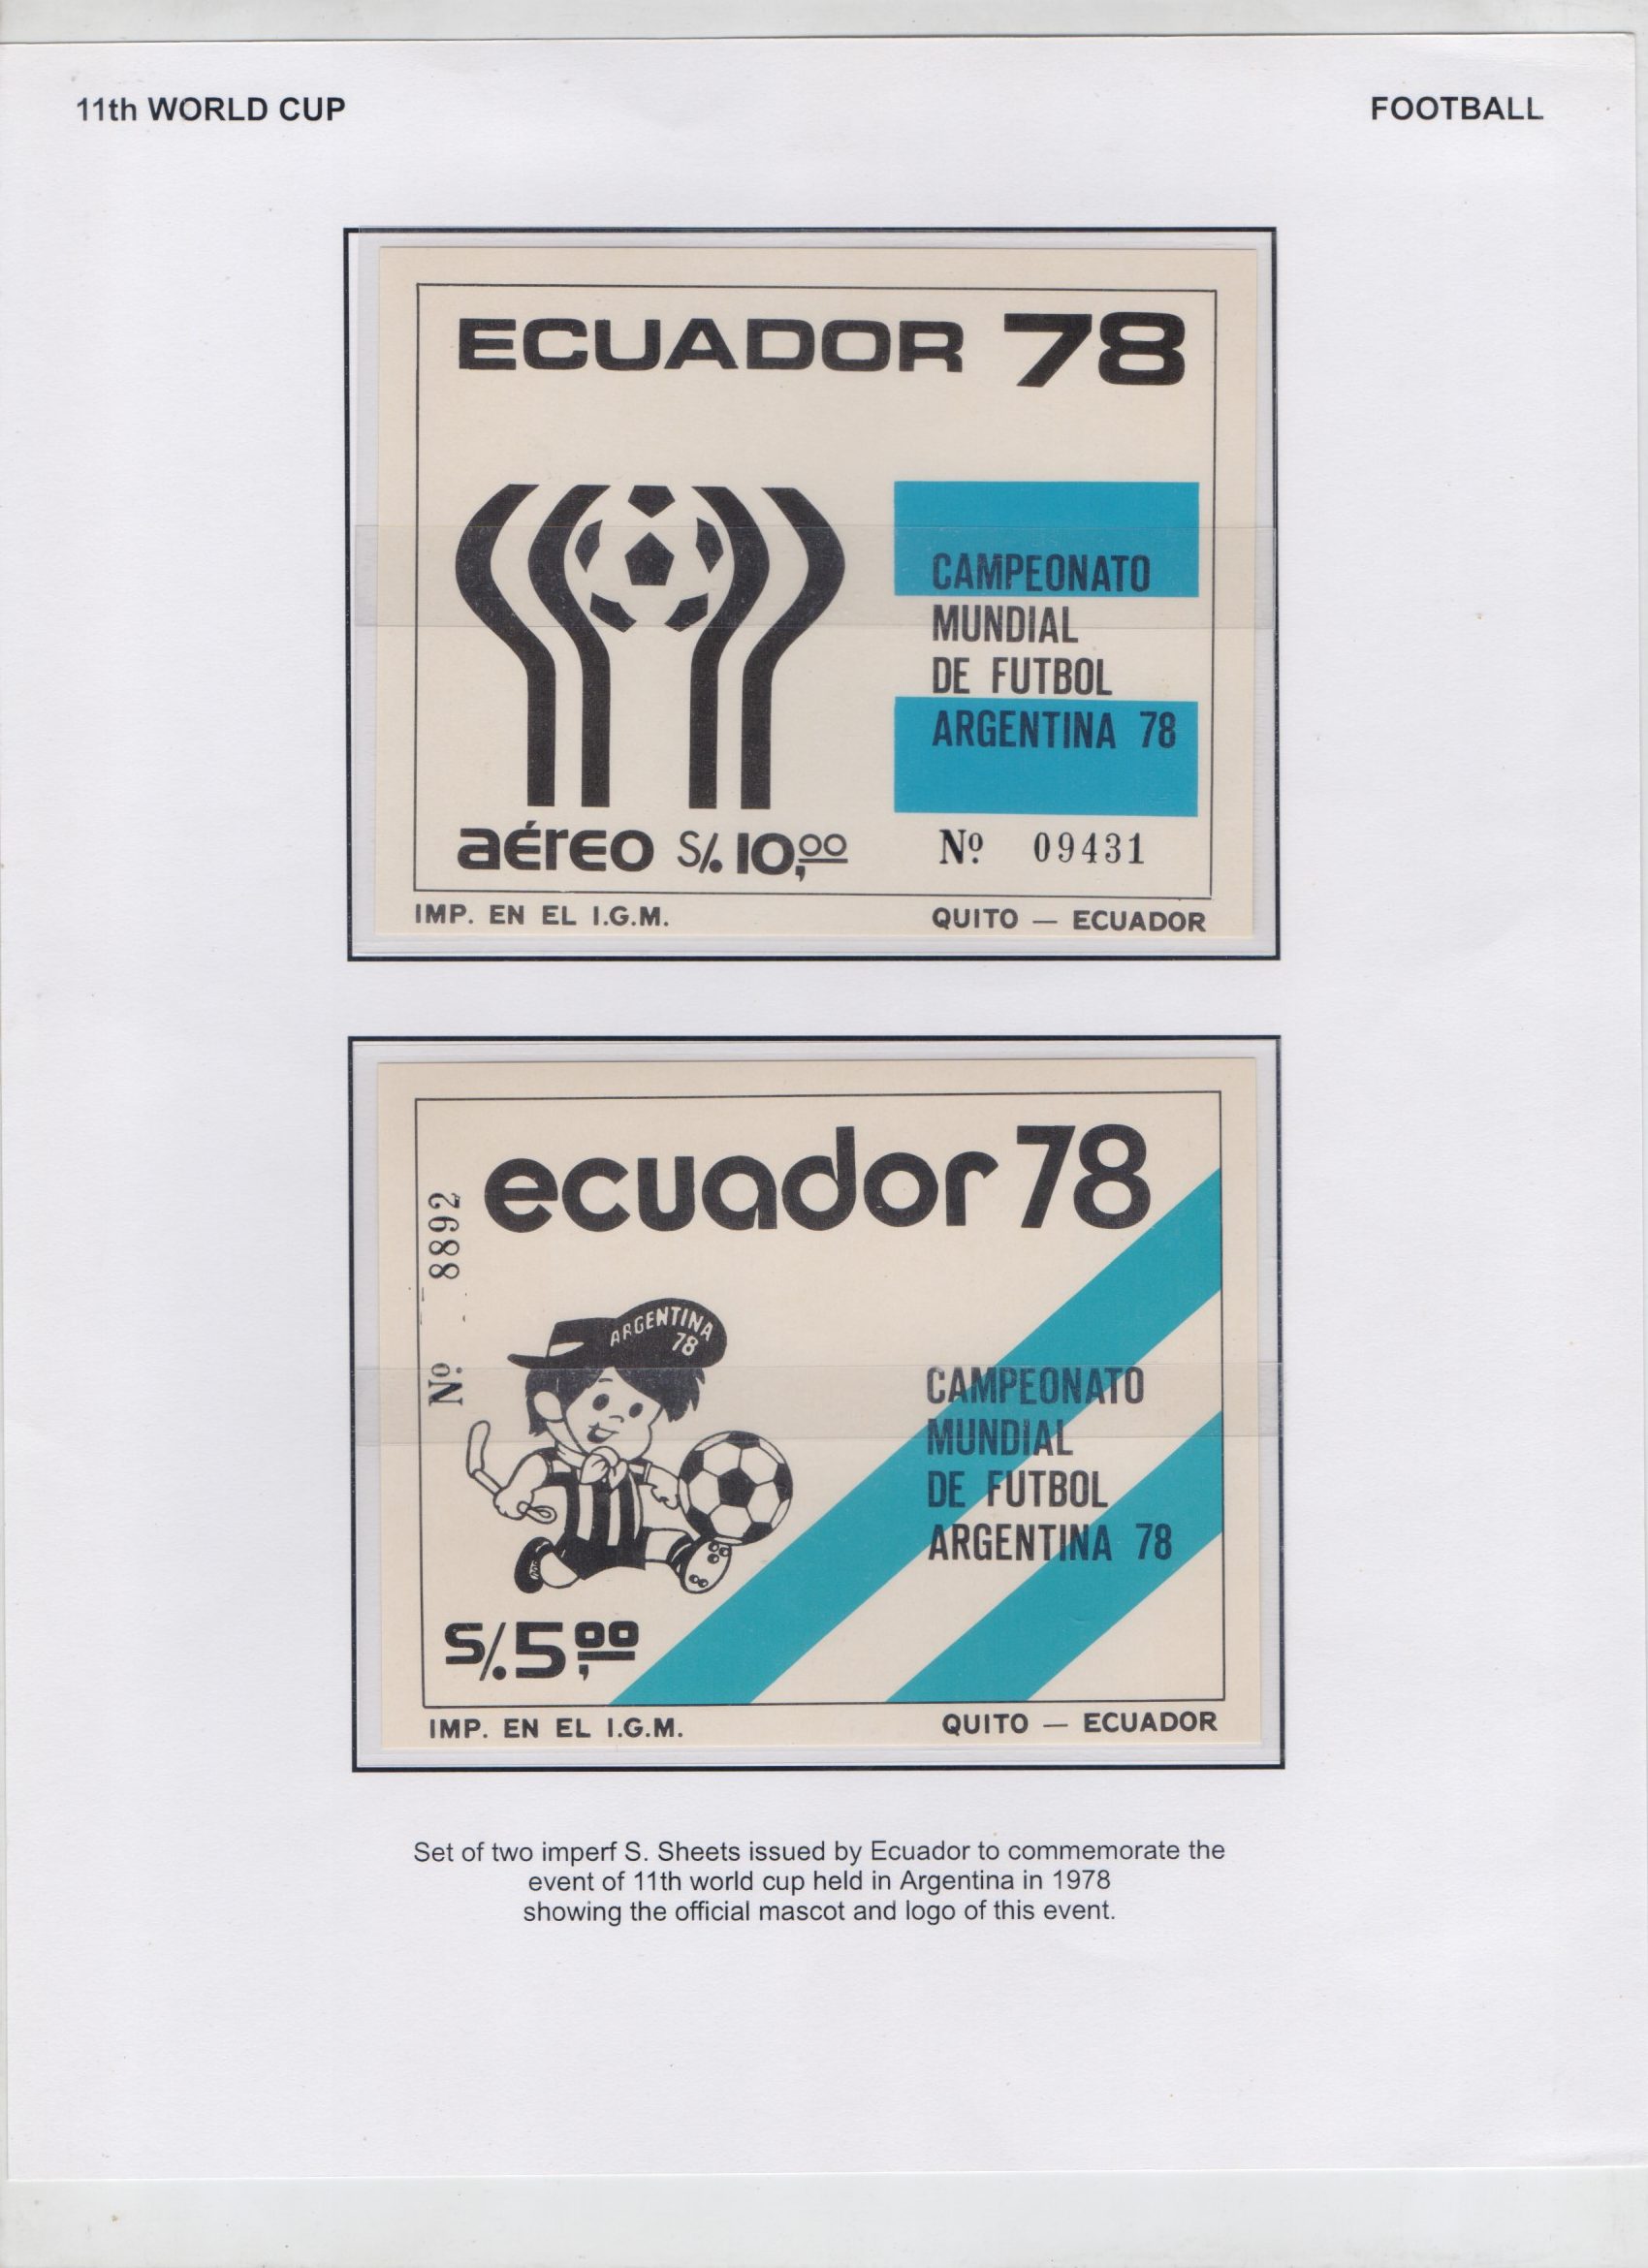 11th WORLD CUP
FOOTBALL
ECUADOR 78
CAMPEONATO
MUNDIAL
DE FUTBOL
ARGENTINA 78
aéreo S/. 10,00
Nº 09431
IMP. EN EL I.G.M.
QUITO — ECUADOR
ecuador 78
Nº 8892
ARGENTINA
78
CAMPEONATO
MUNDIAL
DE FUTBOL
ARGENTINA 78
S/. 5,00
IMP. EN EL I.G.M.
QUITO — ECUADOR
Set of two imperf S. Sheets issued by Ecuador to commemorate the
event of 11th world cup held in Argentina in 1978
showing the official mascot and logo of this event.